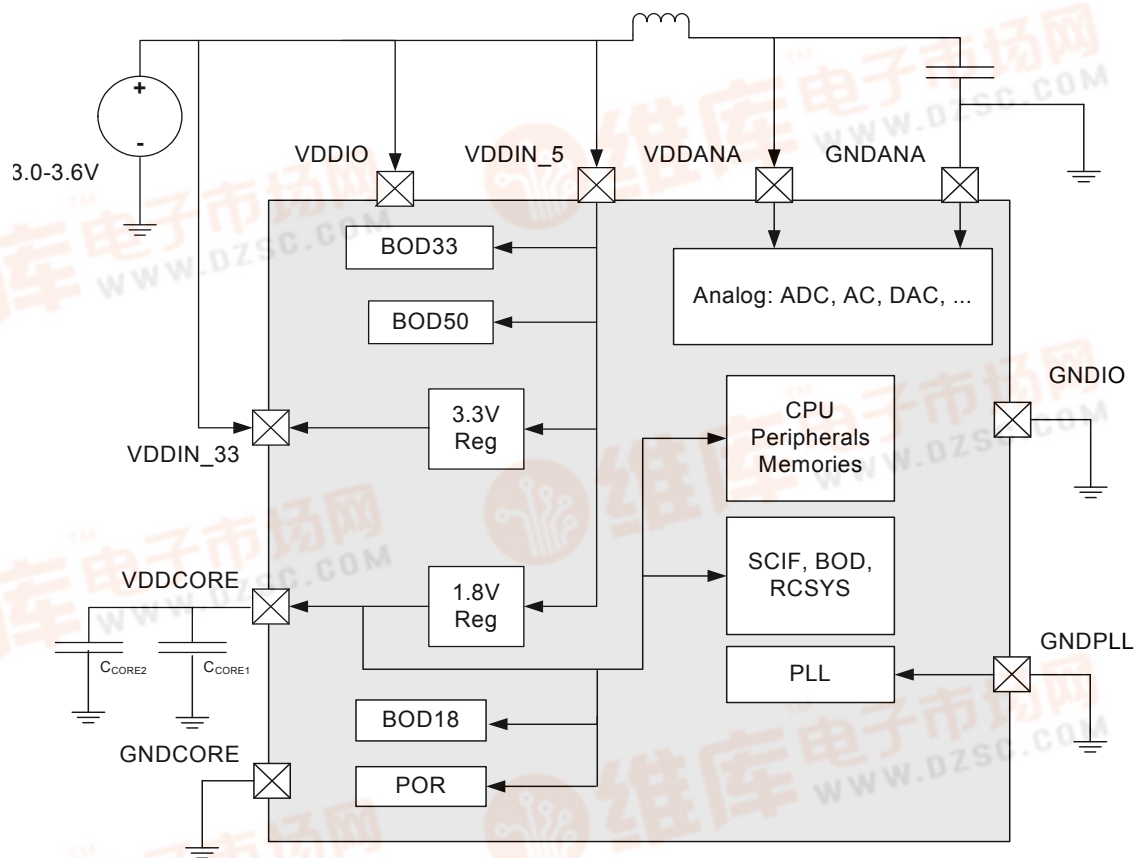 +
-
3.0-3.6V
VDDIO
VDDIN_5
VDDANA
GNDANA
BOD33
BOD50
Analog: ADC, AC, DAC, ...
GNDIO
3.3V
Reg
VDDIN_33
CPU
Peripherals
Memories
VDDCORE
1.8V
Reg
SCIF, BOD,
RCSYS
CCORE2
CCORE1
GNDPLL
PLL
BOD18
GNDCORE
POR
维库电子市场网™
WWW.DZSC.COM